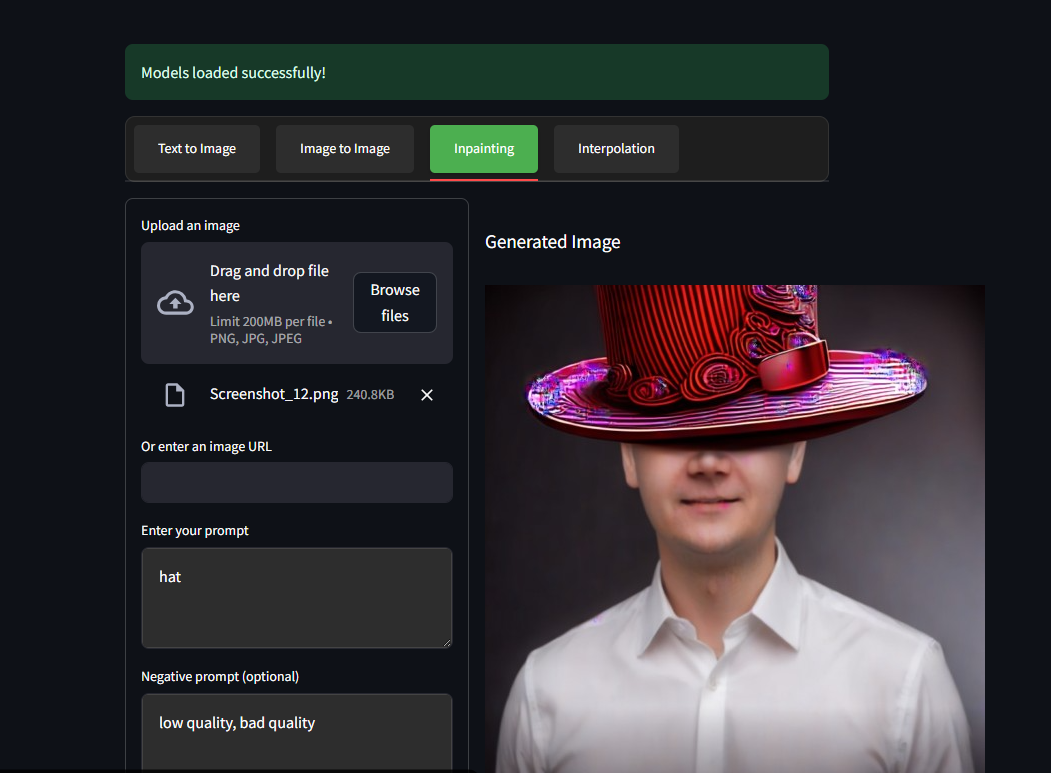 Models loaded successfully!
Text to Image
Image to Image
Inpainting
Interpolation
Upload an image
Drag and drop file
here
Limit 200MB per file •
PNG, JPG, JPEG
Browse
files
Screenshot_12.png 240.8KB
Or enter an image URL
Enter your prompt
hat
Negative prompt (optional)
low quality, bad quality
Generated Image